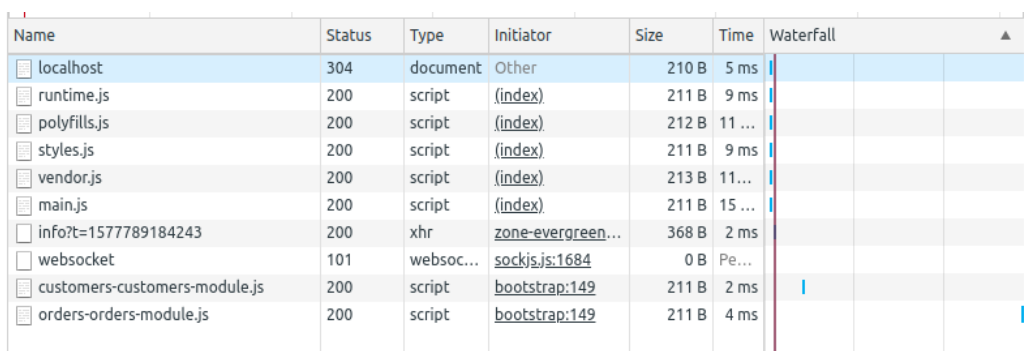 Name Status Type Initiator Size Time Waterfall ▲
localhost 304 document Other 210 B 5 ms
runtime.js 200 script (index) 211 B 9 ms
polyfills.js 200 script (index) 212 B 11 ...
styles.js 200 script (index) 211 B 9 ms
vendor.js 200 script (index) 213 B 11...
main.js 200 script (index) 211 B 15 ...
info?t=1577789184243 200 xhr zone-evergreen... 368 B 2 ms
websocket 101 websoc... sockjs.js:1684 0 B Pe...
customers-customers-module.js 200 script bootstrap:149 211 B 2 ms
orders-orders-module.js 200 script bootstrap:149 211 B 4 ms